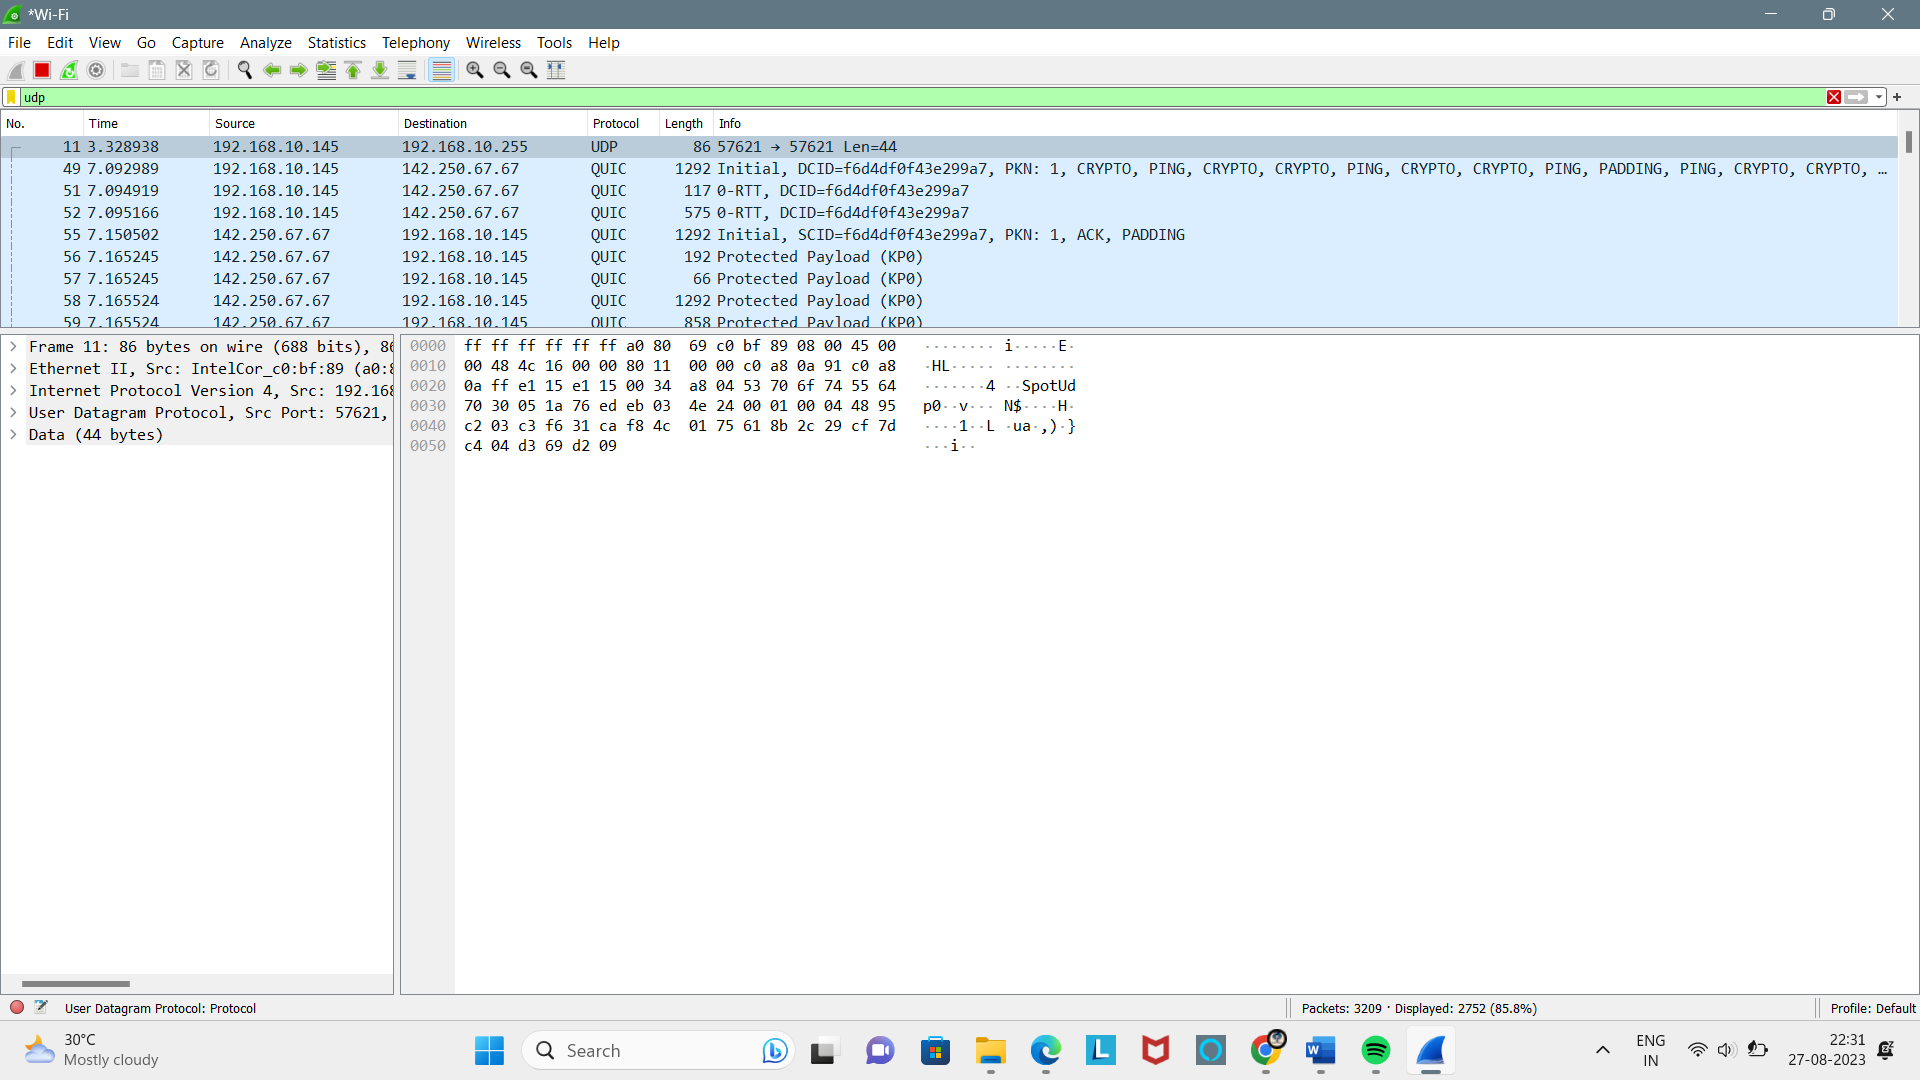 *Wi-Fi
File Edit View Go Capture Analyze Statistics Telephony Wireless Tools Help
udp
No. Time Source Destination Protocol Length Info
11 3.328938 192.168.10.145 192.168.10.255 UDP 86 57621 → 57621 Len=44
49 7.092989 192.168.10.145 142.250.67.67 QUIC 1292 Initial, DCID=f6d4df0f43e299a7, PKN: 1, CRYPTO, PING, CRYPTO, CRYPTO, PING, CRYPTO, CRYPTO, PING, PADDING, PING, CRYPTO, CRYPTO, …
51 7.094919 192.168.10.145 142.250.67.67 QUIC 117 0-RTT, DCID=f6d4df0f43e299a7
52 7.095166 192.168.10.145 142.250.67.67 QUIC 575 0-RTT, DCID=f6d4df0f43e299a7
55 7.150502 142.250.67.67 192.168.10.145 QUIC 1292 Initial, SCID=f6d4df0f43e299a7, PKN: 1, ACK, PADDING
56 7.165245 142.250.67.67 192.168.10.145 QUIC 192 Protected Payload (KP0)
57 7.165245 142.250.67.67 192.168.10.145 QUIC 66 Protected Payload (KP0)
58 7.165524 142.250.67.67 192.168.10.145 QUIC 1292 Protected Payload (KP0)
59 7.165524 142.250.67.67 192.168.10.145 QUIC 858 Protected Payload (KP0)
Frame 11: 86 bytes on wire (688 bits), 86
Ethernet II, Src: IntelCor_c0:bf:89 (a0:8
Internet Protocol Version 4, Src: 192.168
User Datagram Protocol, Src Port: 57621,
Data (44 bytes)
0000 ff ff ff ff ff ff a0 80 69 c0 bf 89 08 00 45 00 ········ i·····E·
0010 00 48 4c 16 00 00 80 11 00 00 c0 a8 0a 91 c0 a8 ·HL····· ········
0020 0a ff e1 15 e1 15 00 34 a8 04 53 70 6f 74 55 64 ·······4 ··SpotUd
0030 70 30 05 1a 76 ed eb 03 4e 24 00 01 00 04 48 95 p0··v··· N$····H·
0040 c2 03 c3 f6 31 ca f8 4c 01 75 61 8b 2c 29 cf 7d ····1··L ·ua·,)·}
0050 c4 04 d3 69 d2 09 ···i··
User Datagram Protocol: Protocol
Packets: 3209 · Displayed: 2752 (85.8%)
Profile: Default
30°C
Mostly cloudy
Search
ENG
IN
22:31
27-08-2023